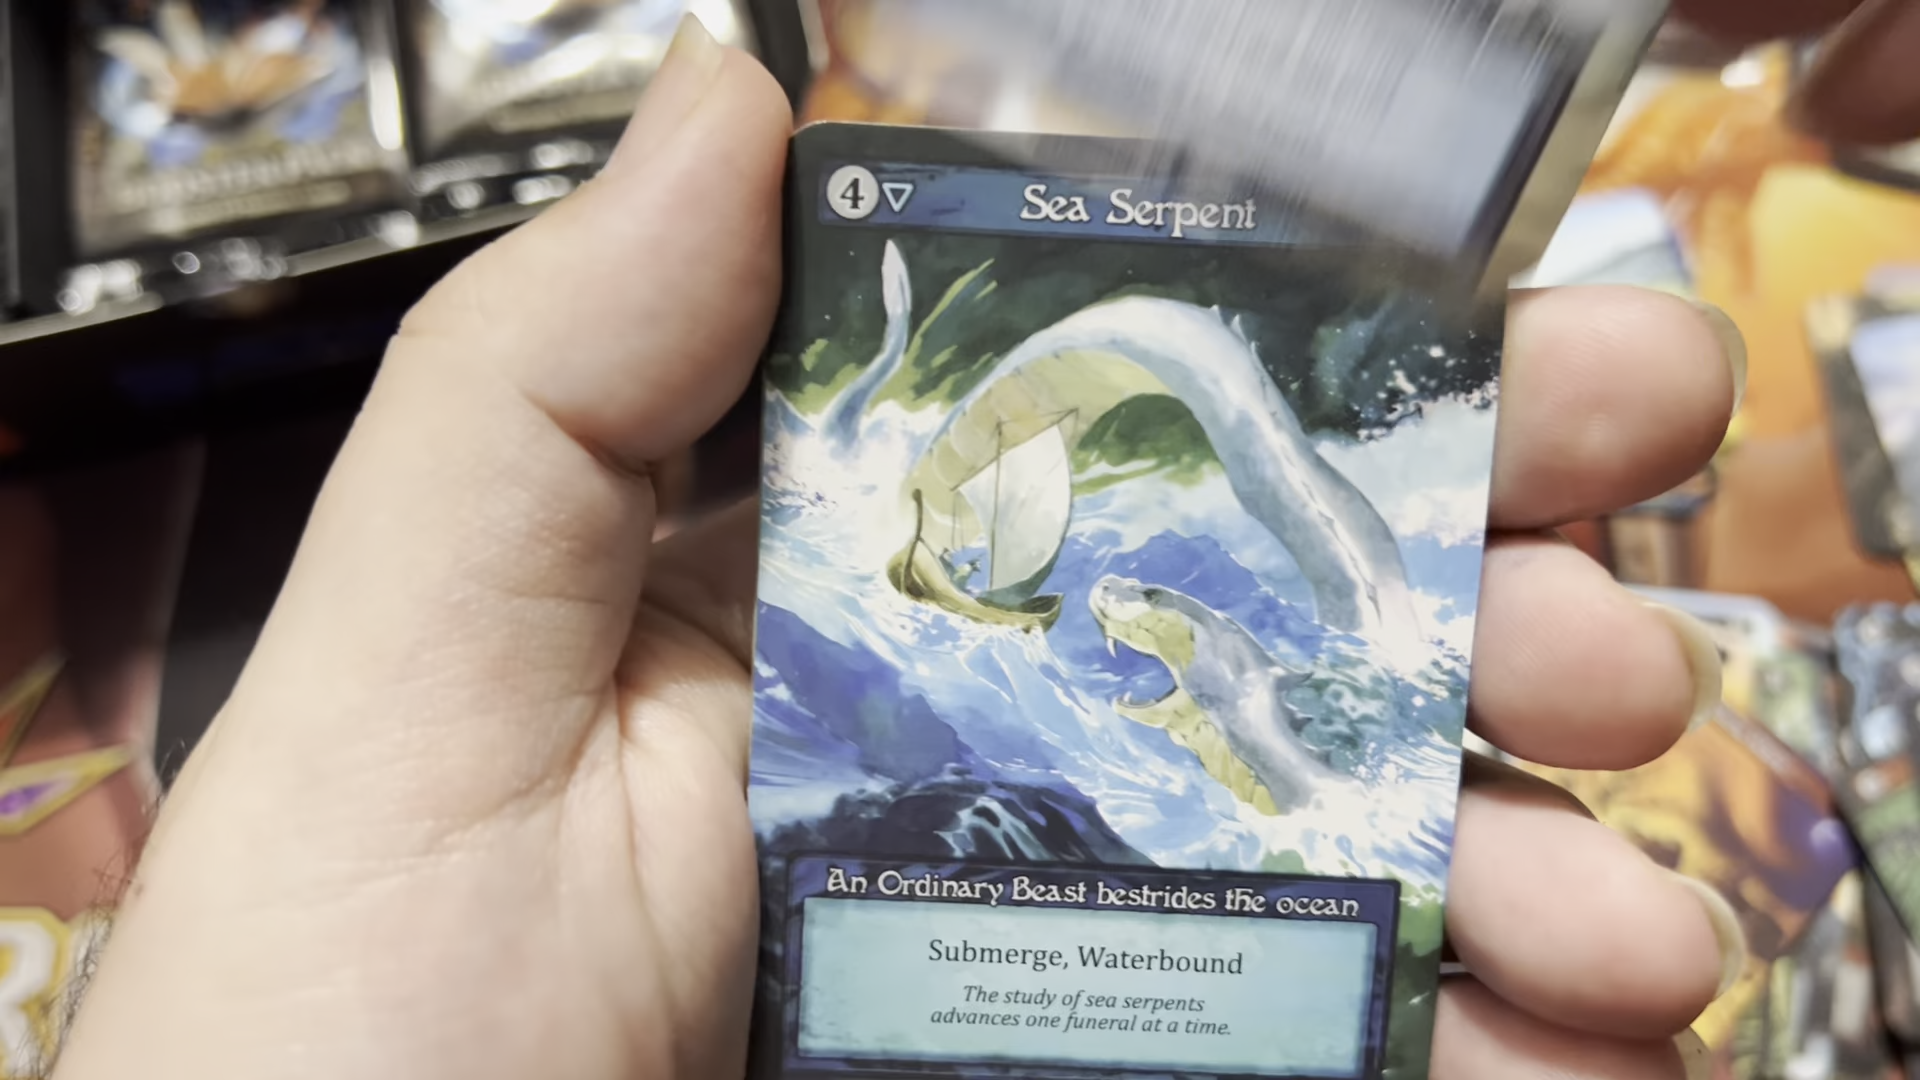 4 Sea Serpent
An Ordinary Beast bestrides the ocean
Submerge, Waterbound
The study of sea serpents
advances one funeral at a time.